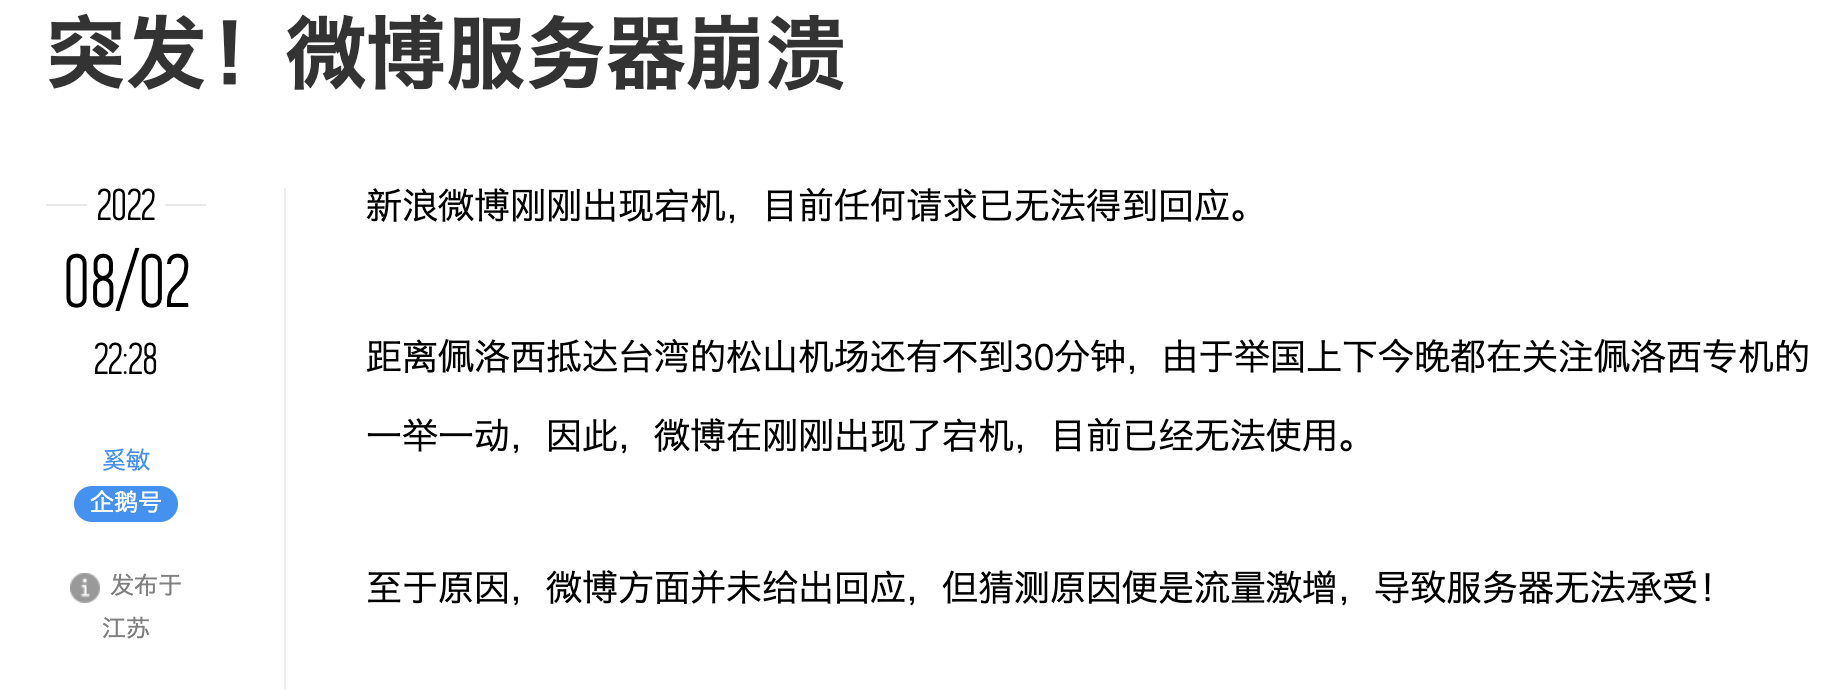 突发！微博服务器崩溃
2022
08/02
22:28
奚敏
企鹅号
发布于
江苏
新浪微博刚刚出现宕机，目前任何请求已无法得到回应。
距离佩洛西抵达台湾的松山机场还有不到30分钟，由于举国上下今晚都在关注佩洛西专机的
一举一动，因此，微博在刚刚出现了宕机，目前已经无法使用。
至于原因，微博方面并未给出回应，但猜测原因便是流量激增，导致服务器无法承受！